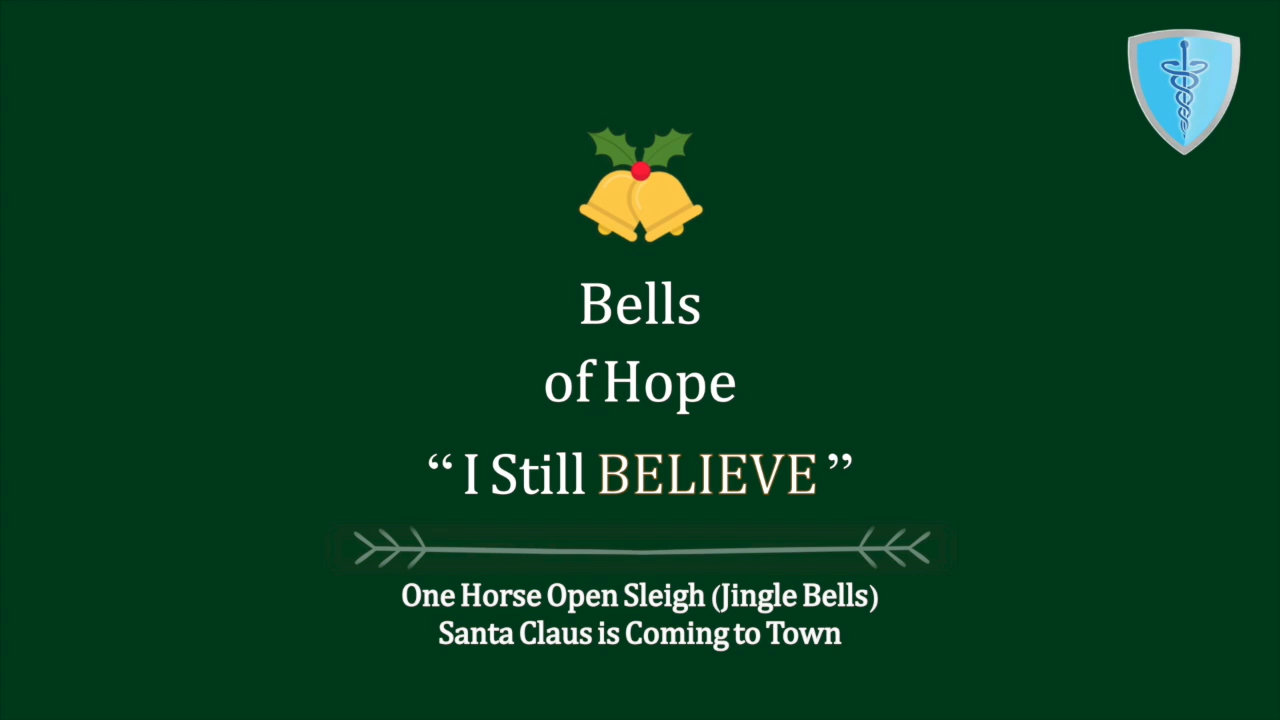 Bells
of Hope
“ I Still BELIEVE ”
One Horse Open Sleigh (Jingle Bells)
Santa Claus is Coming to Town